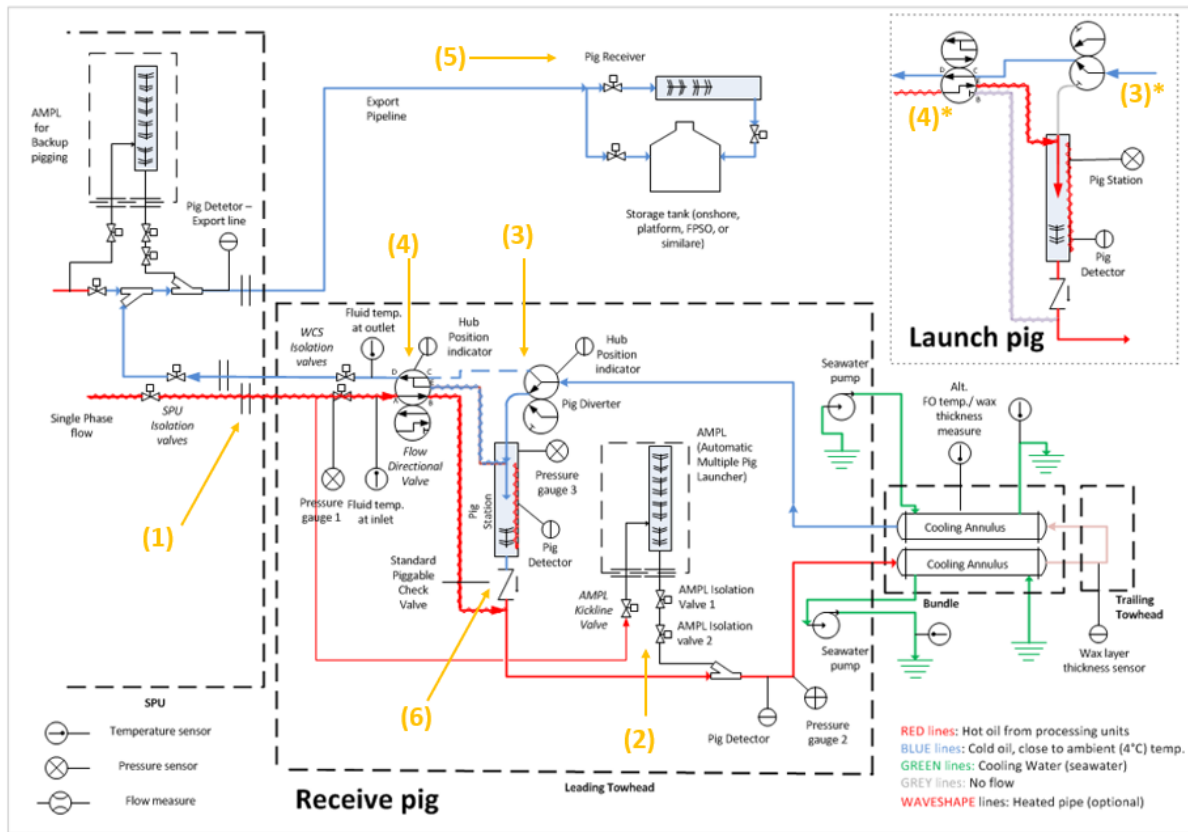 (5)
Pig Receiver
Export
Pipeline
AMPL
for
Backup
pigging
Pig Detetor –
Export line
Storage tank (onshore,
platform, FPSO, or
similare)
D
C
A
B
(4)*
(3)*
Pig Station
Pig
Detector
Launch pig
(4)
(3)
WCS
Isolation
valves
Fluid temp.
at outlet
Hub
Position
indicator
Hub
Position
indicator
D
C
A
B
Pig Diverter
Single Phase
flow
SPU
Isolation
valves
Flow
Directional
Valve
Pressure
gauge 1
Fluid temp.
at inlet
Pig
Station
Pressure
gauge 3
Pig
Detector
AMPL
(Automatic
Multiple Pig
Launcher)
Seawater
pump
Alt.
FO temp./ wax
thickness
measure
Cooling Annulus
Cooling Annulus
Bundle
Trailing
Towhead
Wax layer
thickness sensor
Seawater
pump
(1)
Standard
Piggable
Check
Valve
AMPL
Kickline
Valve
AMPL Isolation
Valve 1
AMPL Isolation
valve 2
(6)
(2)
Pig Detector
Pressure
gauge 2
SPU
Temperature sensor
Pressure sensor
Flow measure
Receive pig
Leading Towhead
RED lines: Hot oil from processing units
BLUE lines: Cold oil, close to ambient (4°C) temp.
GREEN lines: Cooling Water (seawater)
GREY lines: No flow
WAVESHAPE lines: Heated pipe (optional)